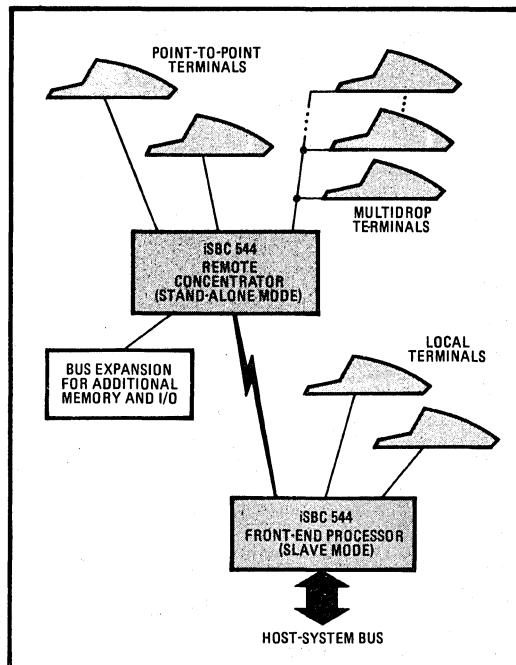 POINT-TO-POINT
TERMINALS
MULTIDROP
TERMINALS
iSBC 544
REMOTE
CONCENTRATOR
(STAND-ALONE MODE)
BUS EXPANSION
FOR ADDITIONAL
MEMORY AND I/O
LOCAL
TERMINALS
iSBC 544
FRONT-END PROCESSOR
(SLAVE MODE)
HOST-SYSTEM BUS